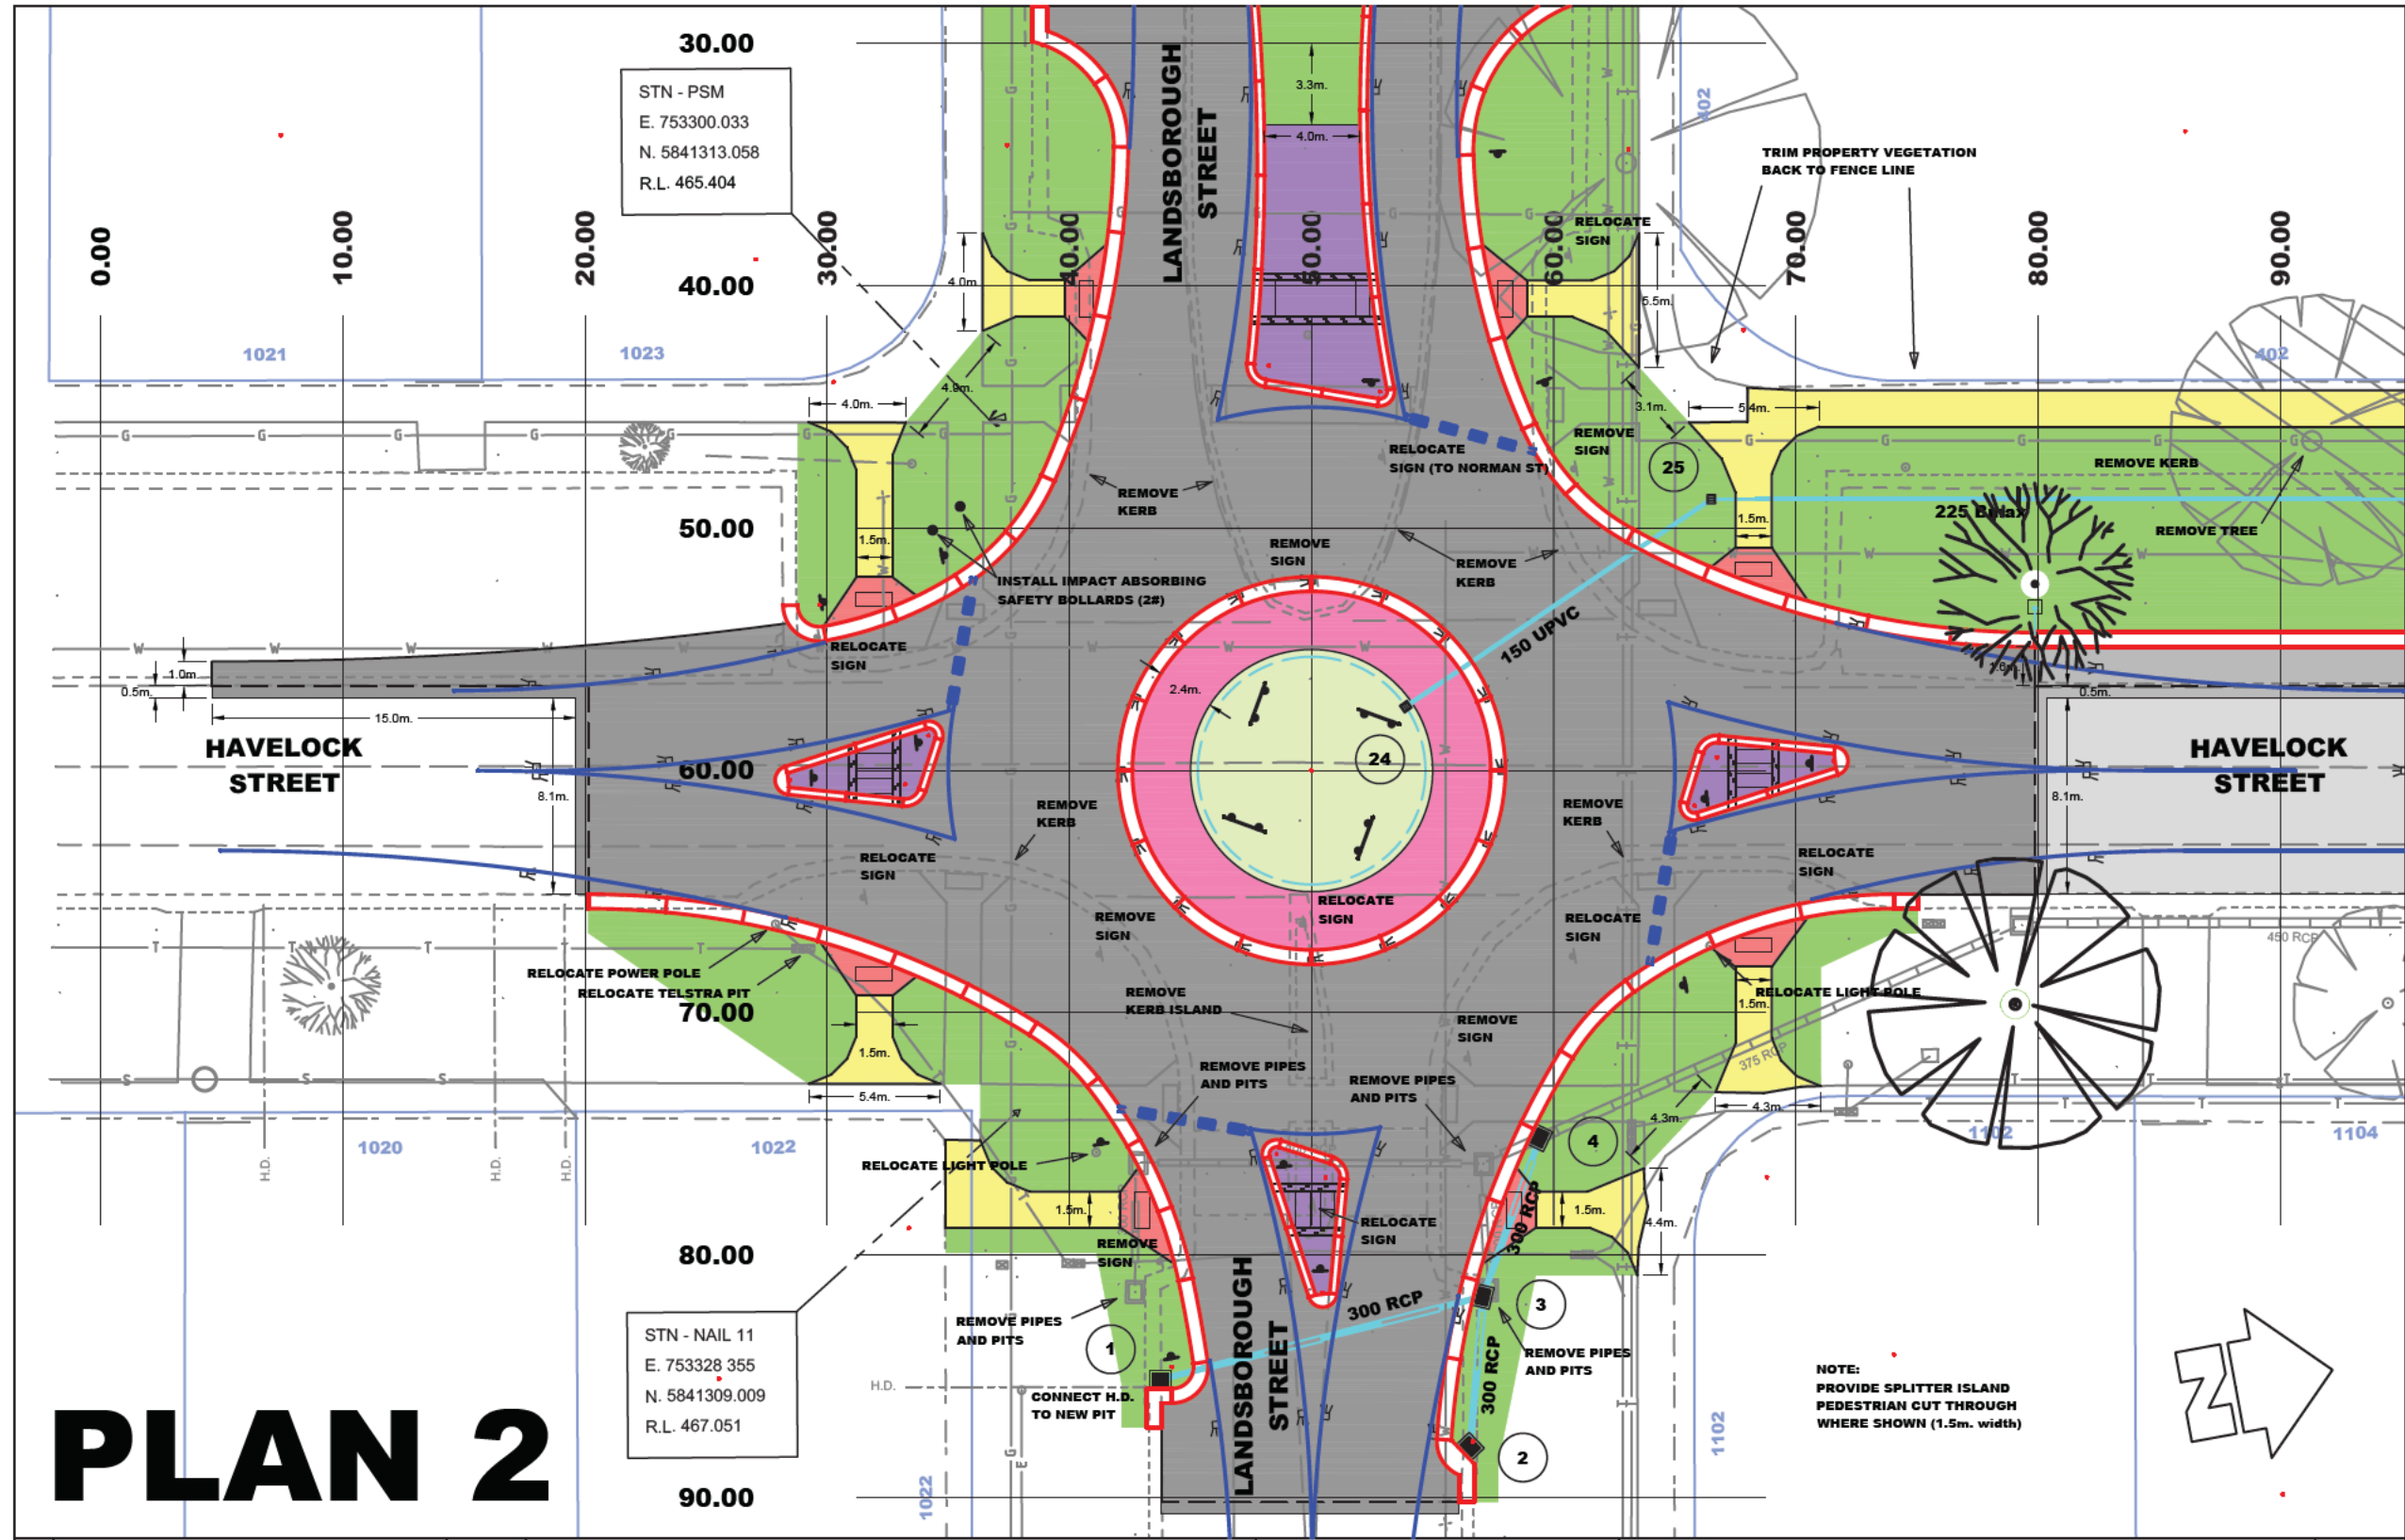 30.00
STN - PSM
E. 753300.033
N. 5841313.058
R.L. 465.404
LANDSBOROUGH
STREET
3.3m.
4.0m.
402
TRIM PROPERTY VEGETATION
BACK TO FENCE LINE
0.00
10.00
20.00
30.00
40.00
50.00
60.00
70.00
80.00
90.00
RELOCATE
SIGN
40.00
4.0m
5.5m.
1021
1023
402
4.9m.
4.0m.
3.1m.
5.4m.
RELOCATE
SIGN (TO NORMAN ST)
REMOVE
SIGN
25
REMOVE KERB
REMOVE
KERB
225 Bulax
REMOVE TREE
50.00
1.5m.
1.5m.
REMOVE
SIGN
REMOVE
KERB
INSTALL IMPACT ABSORBING
SAFETY BOLLARDS (2#)
150 UPVC
RELOCATE
SIGN
1.0m.
0.5m.
15.0m.
2.4m.
1.6m.
0.5m.
HAVELOCK
STREET
60.00
24
HAVELOCK
STREET
8.1m.
8.1m.
REMOVE
KERB
REMOVE
KERB
RELOCATE
SIGN
RELOCATE
SIGN
RELOCATE
SIGN
REMOVE
SIGN
RELOCATE
SIGN
450 RCP
RELOCATE POWER POLE
RELOCATE TELSTRA PIT
REMOVE
KERB ISLAND
RELOCATE LIGHT POLE
1.5m.
70.00
REMOVE
SIGN
1.5m.
375 RCP
REMOVE PIPES
AND PITS
REMOVE PIPES
AND PITS
5.4m.
4.3m.
4.3m.
1020
1022
4
1102
1104
H.D.
H.D.
H.D.
RELOCATE LIGHT POLE
1.5m.
1.5m.
4.4m.
RELOCATE
SIGN
300 RCP
REMOVE
SIGN
80.00
LANDSBOROUGH
STREET
300 RCP
3
REMOVE PIPES
AND PITS
1
REMOVE PIPES
AND PITS
STN - NAIL 11
E. 753328 355
N. 5841309.009
R.L. 467.051
H.D.
CONNECT H.D.
TO NEW PIT
300 RCP
NOTE:
PROVIDE SPLITTER ISLAND
PEDESTRIAN CUT THROUGH
WHERE SHOWN (1.5m. width)
N
1102
2
PLAN 2
1022
90.00